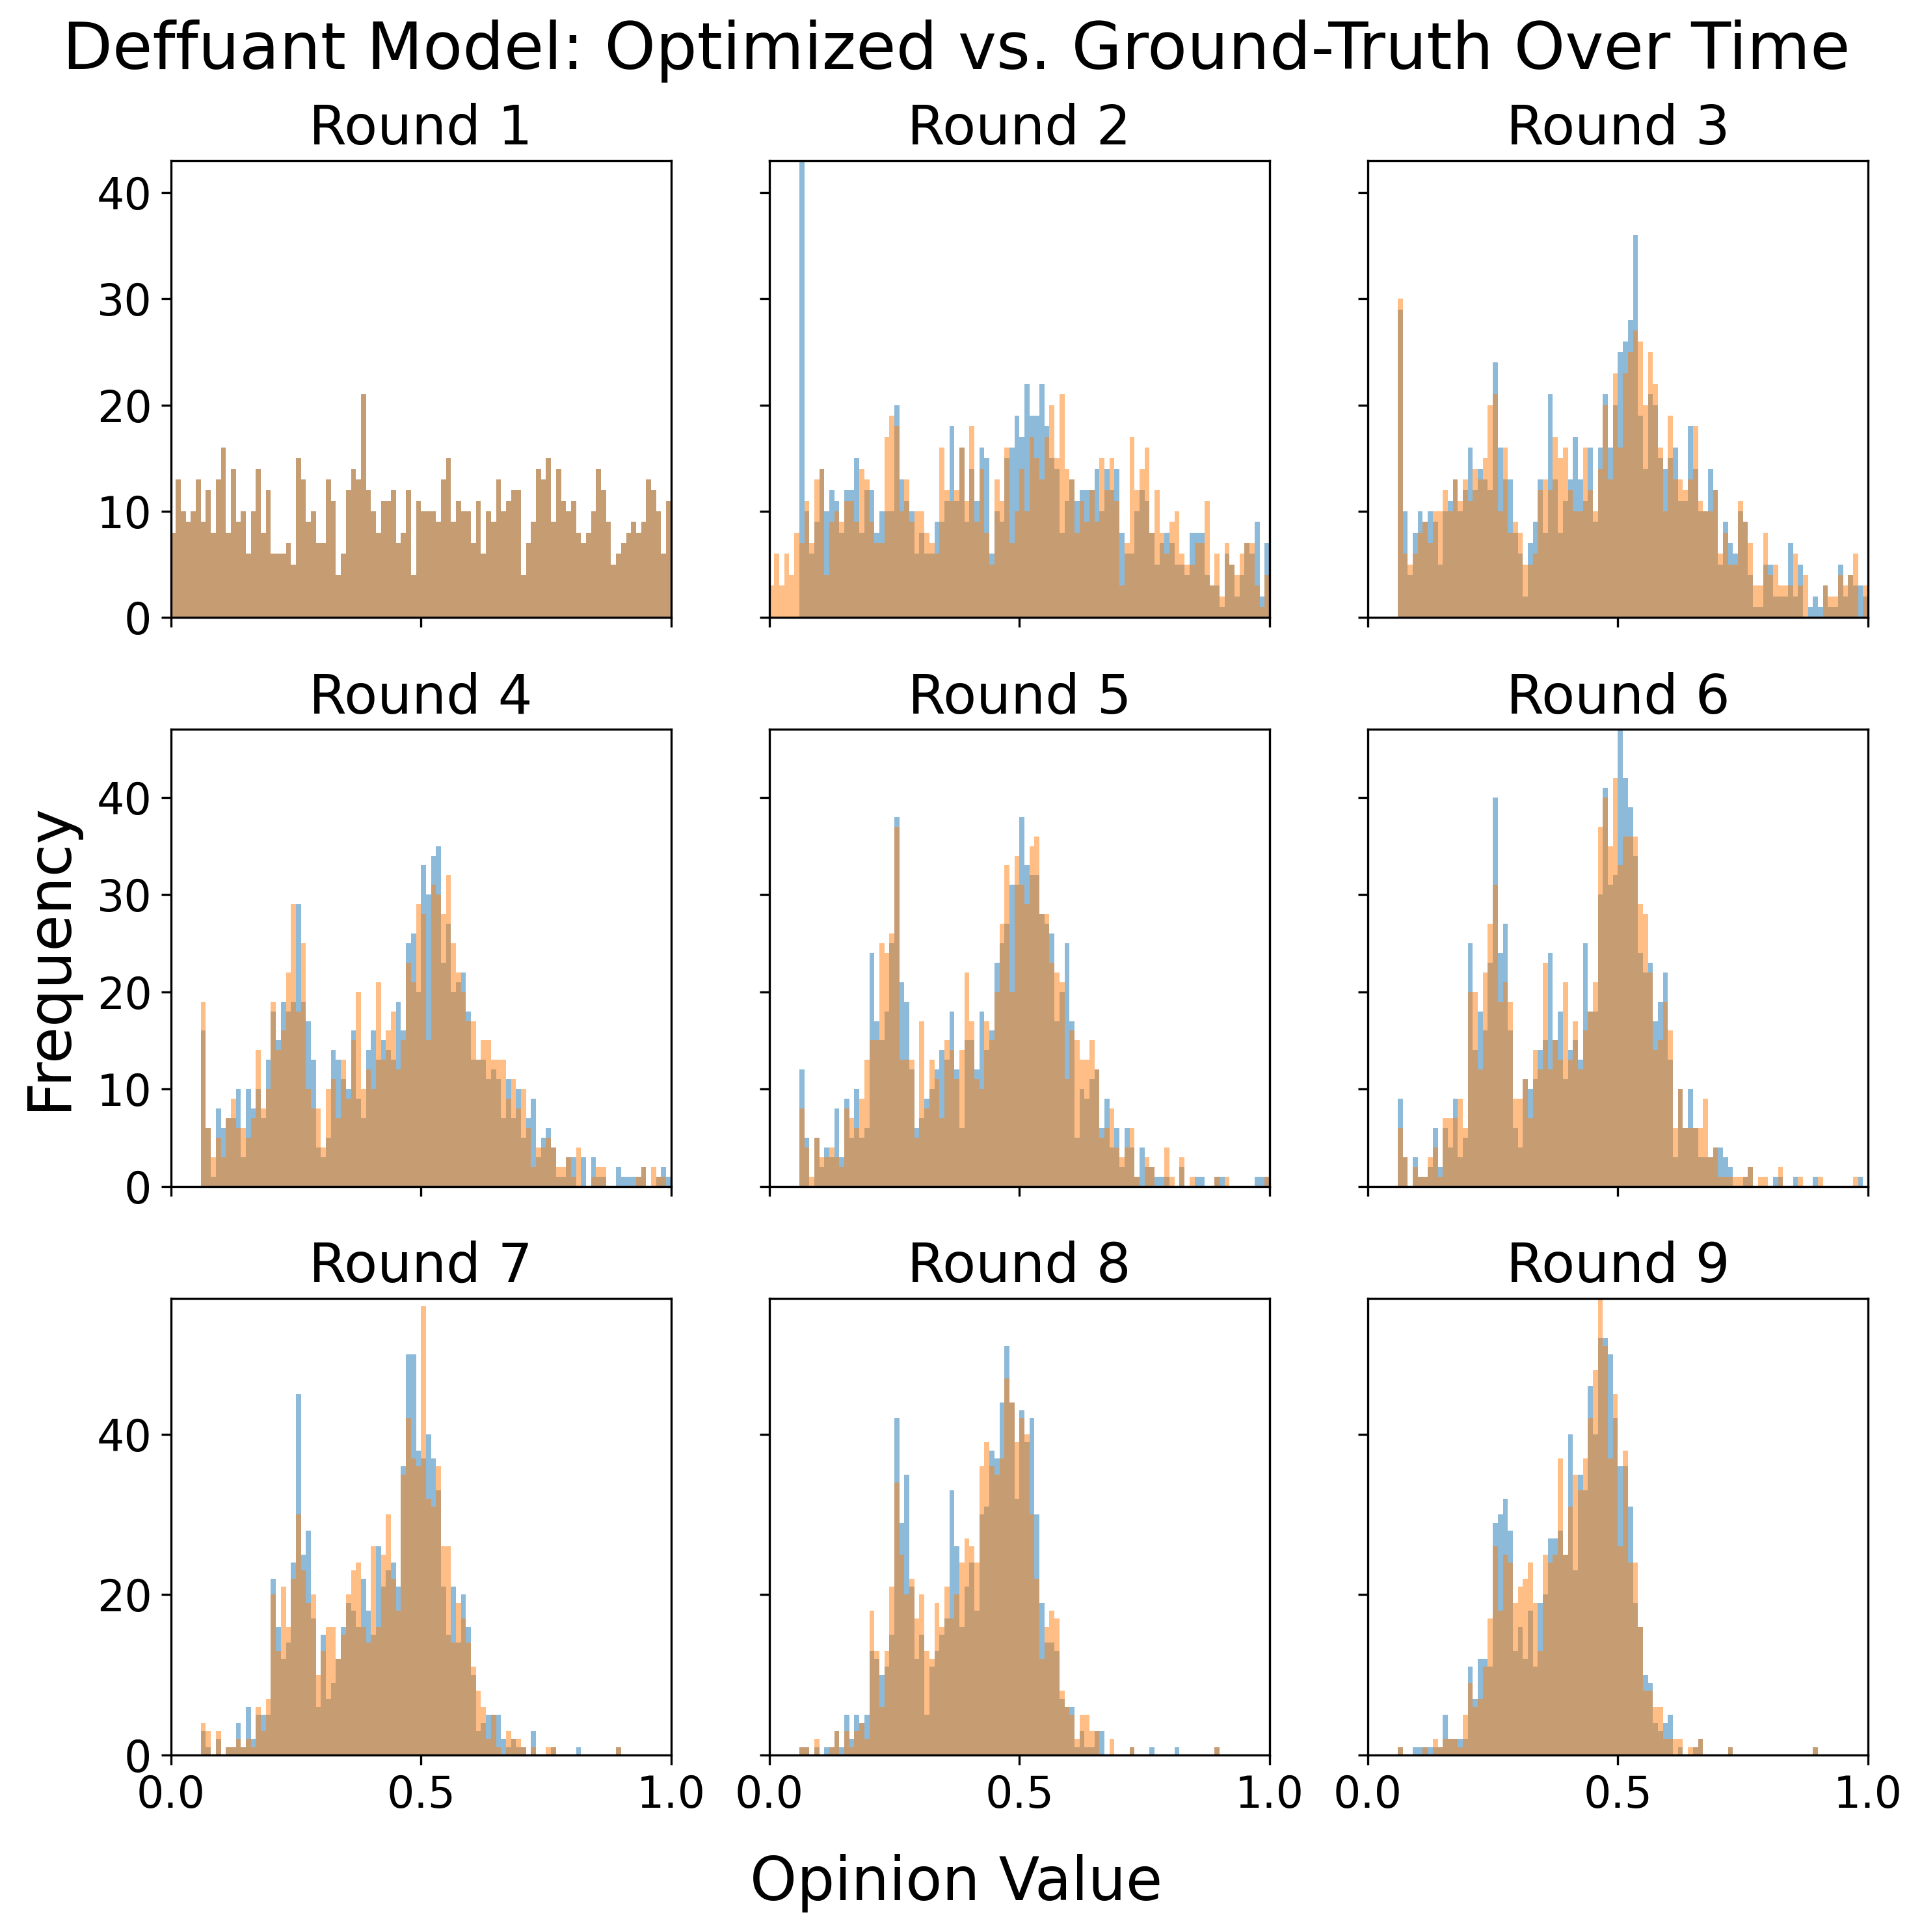 Deffuant Model: Optimized vs. Ground-Truth Over Time
Round 1
Round 2
Round 3
40
30
20
10
0
Round 4
Round 5
Round 6
40
30
20
10
0
Frequency
Round 7
Round 8
Round 9
40
20
0
0.0 0.5 1.0
0.0 0.5 1.0
0.0 0.5 1.0
Opinion Value